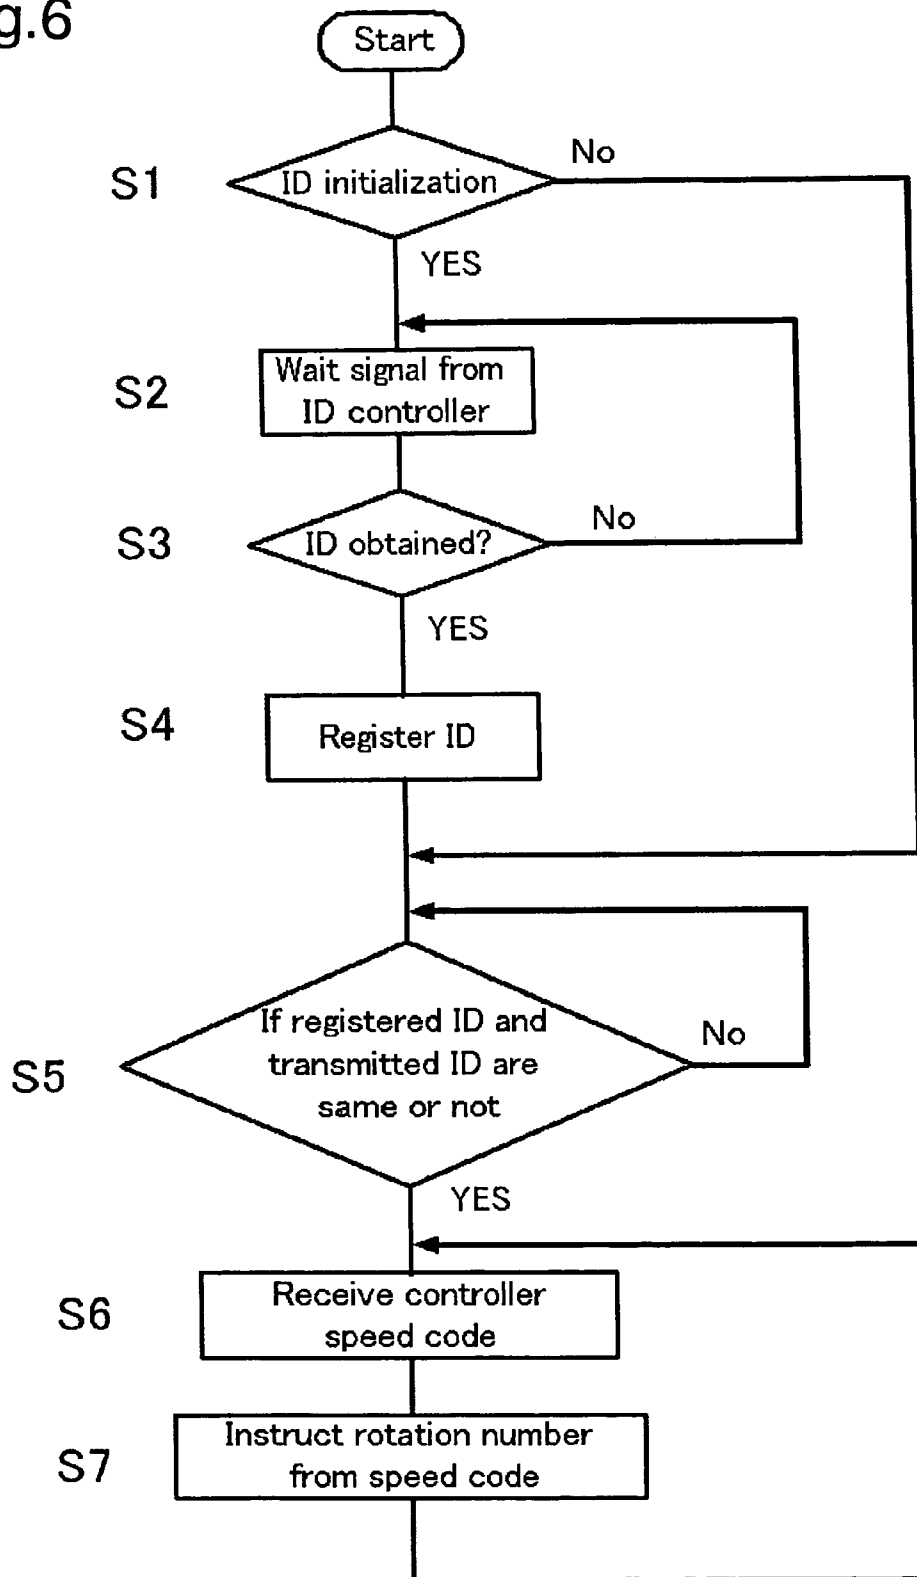 g.6
Start
No
S1
ID initialization
YES
S2
Wait signal from
ID controller
No
S3
ID obtained?
YES
S4
Register ID
If registered ID and
No
S5
transmitted ID are
same or not
YES
S6
Receive controller
speed code
S7
Instruct rotation number
from speed code